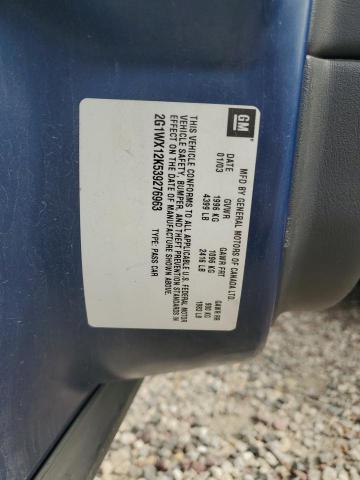 GM
MFD BY GENERAL MOTORS OF CANADA LTD.
DATE GVWR GAWR FRT GAWR RR
01/03 1996 KG 1096 KG 900 KG
4399 LB 2416 LB 1983 LB
THIS VEHICLE CONFORMS TO ALL APPLICABLE U.S. FEDERAL MOTOR
VEHICLE SAFETY, BUMPER, AND THEFT PREVENTION STANDARDS IN
EFFECT ON THE DATE OF MANUFACTURE SHOWN ABOVE.
2G1WX12K539276963 TYPE: PASS CAR